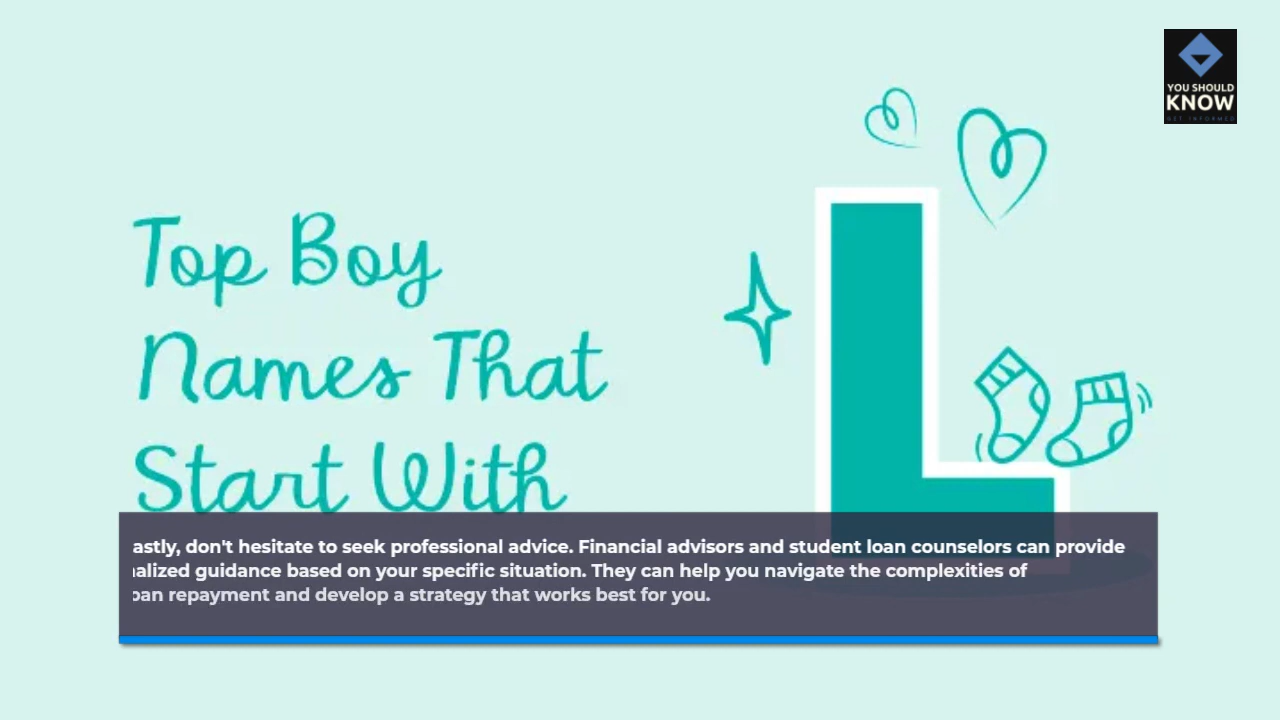 YOU SHOULD
KNOW
GET INFORMED
Top Boy
Names That
Start With
L
astly, don't hesitate to seek professional advice. Financial advisors and student loan counselors can provide
alized guidance based on your specific situation. They can help you navigate the complexities of
oan repayment and develop a strategy that works best for you.